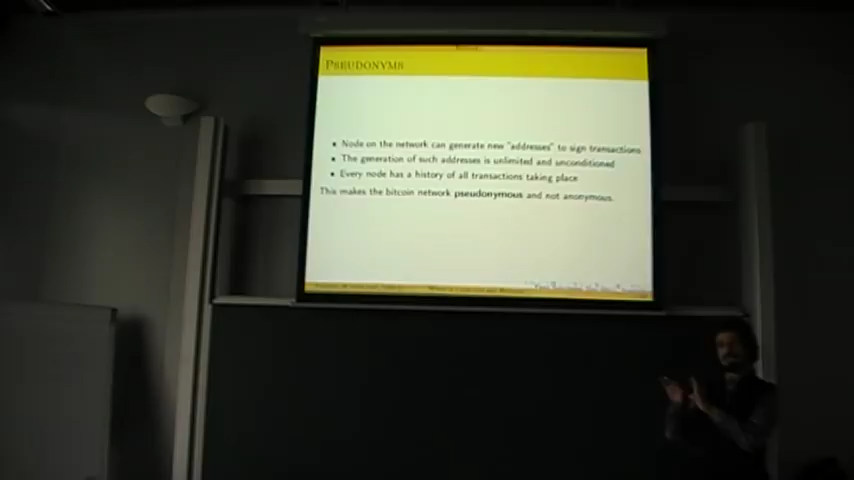 PSEUDONYMS
Node on the network can generate new "addresses" to sign transactions
The generation of such addresses is unlimited and unconditioned
Every node has a history of all transactions taking place
This makes the bitcoin network pseudonymous and not anonymous.